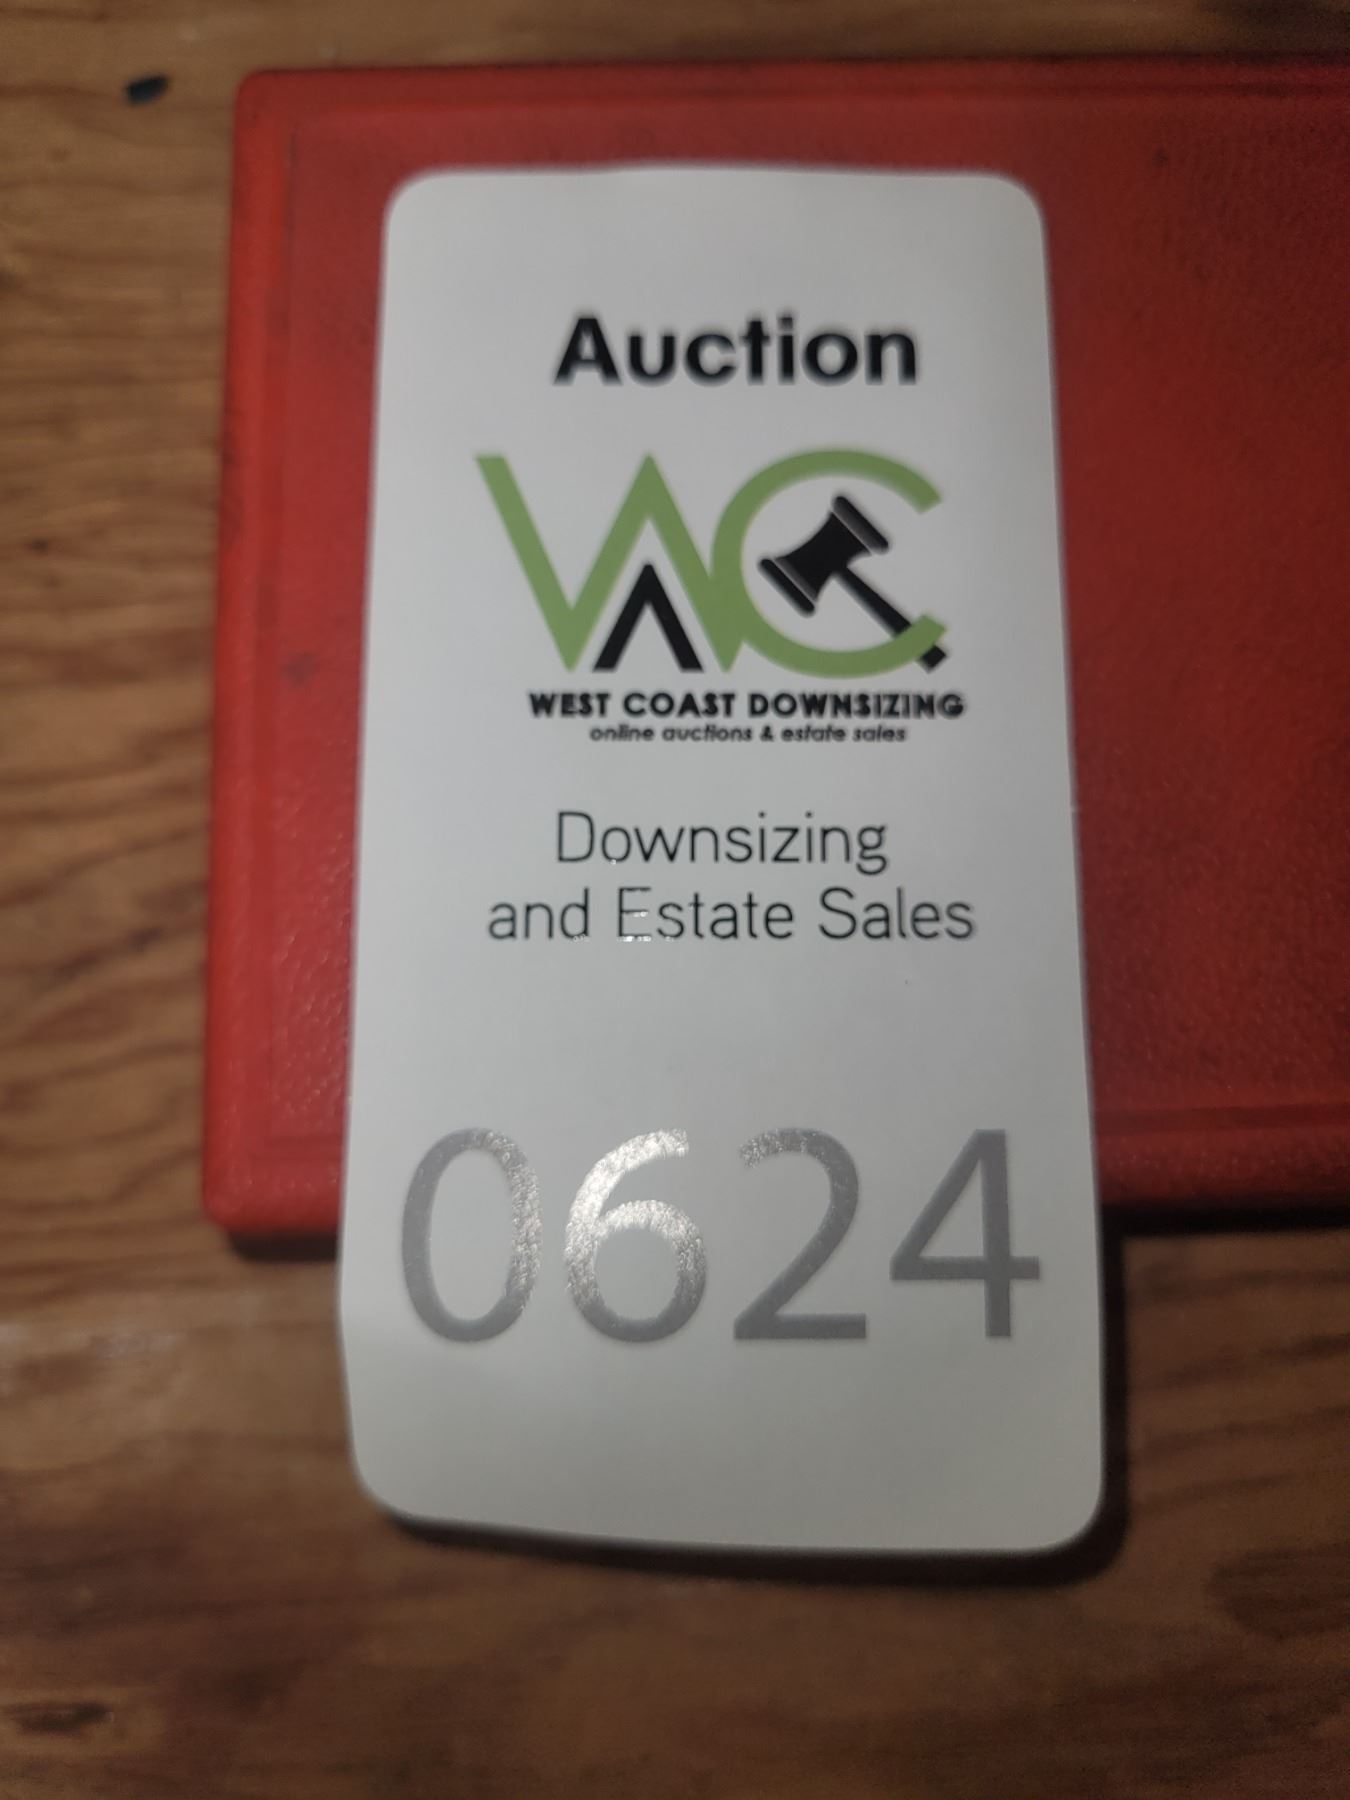 Auction
WC
WEST COAST DOWNSIZING
online auctions & estate sales
Downsizing
and Estate Sales
0624